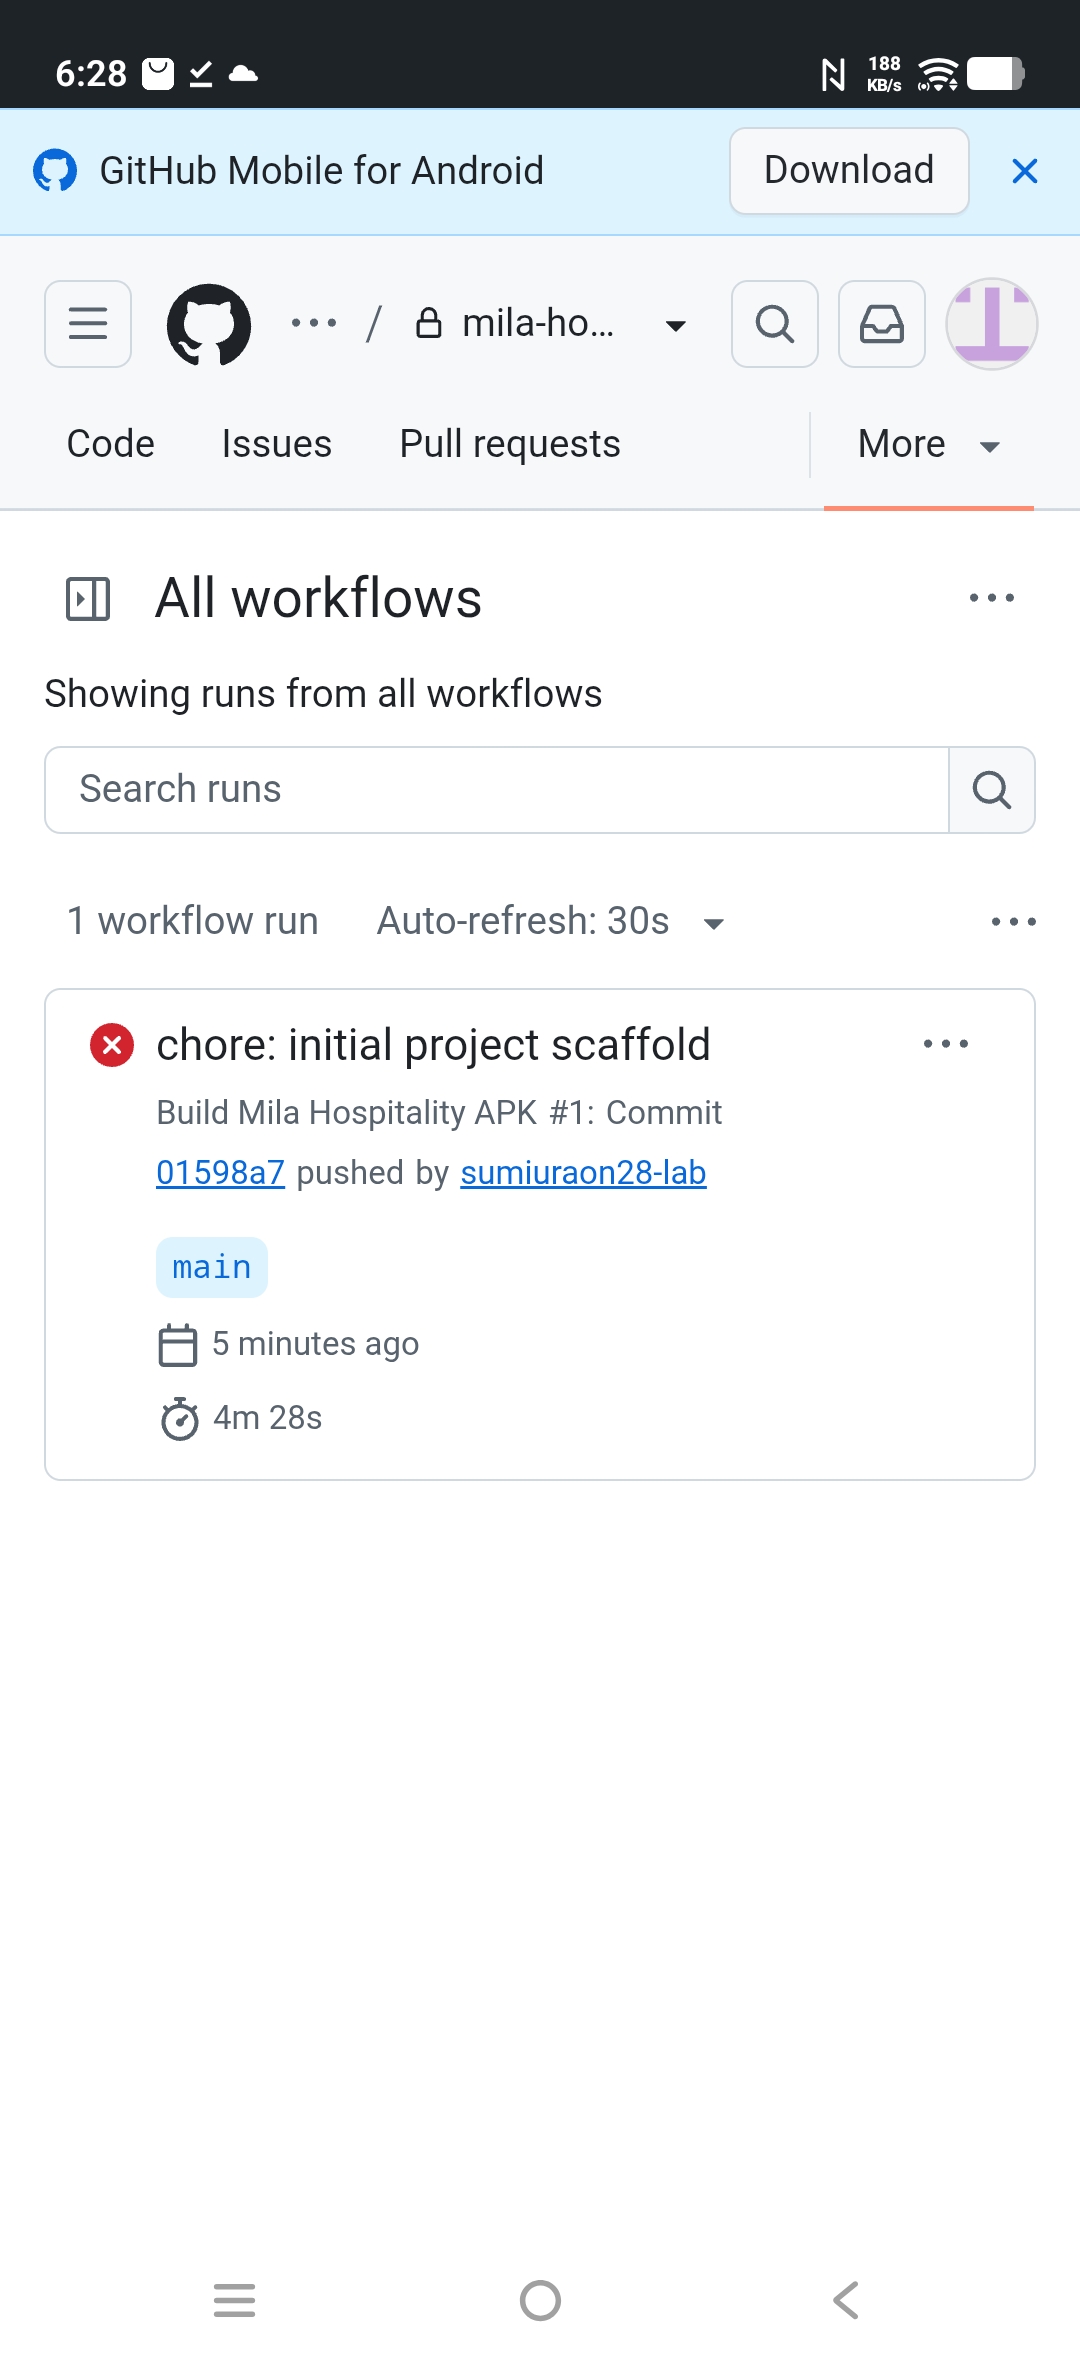 6:28
188
KB/s
GitHub Mobile for Android
Download
/ mila-ho...
Code
Issues
Pull requests
More
All workflows
Showing runs from all workflows
Search runs
1 workflow run
Auto-refresh: 30s
chore: initial project scaffold
Build Mila Hospitality APK #1: Commit
01598a7 pushed by sumiuraon28-lab
main
5 minutes ago
4m 28s